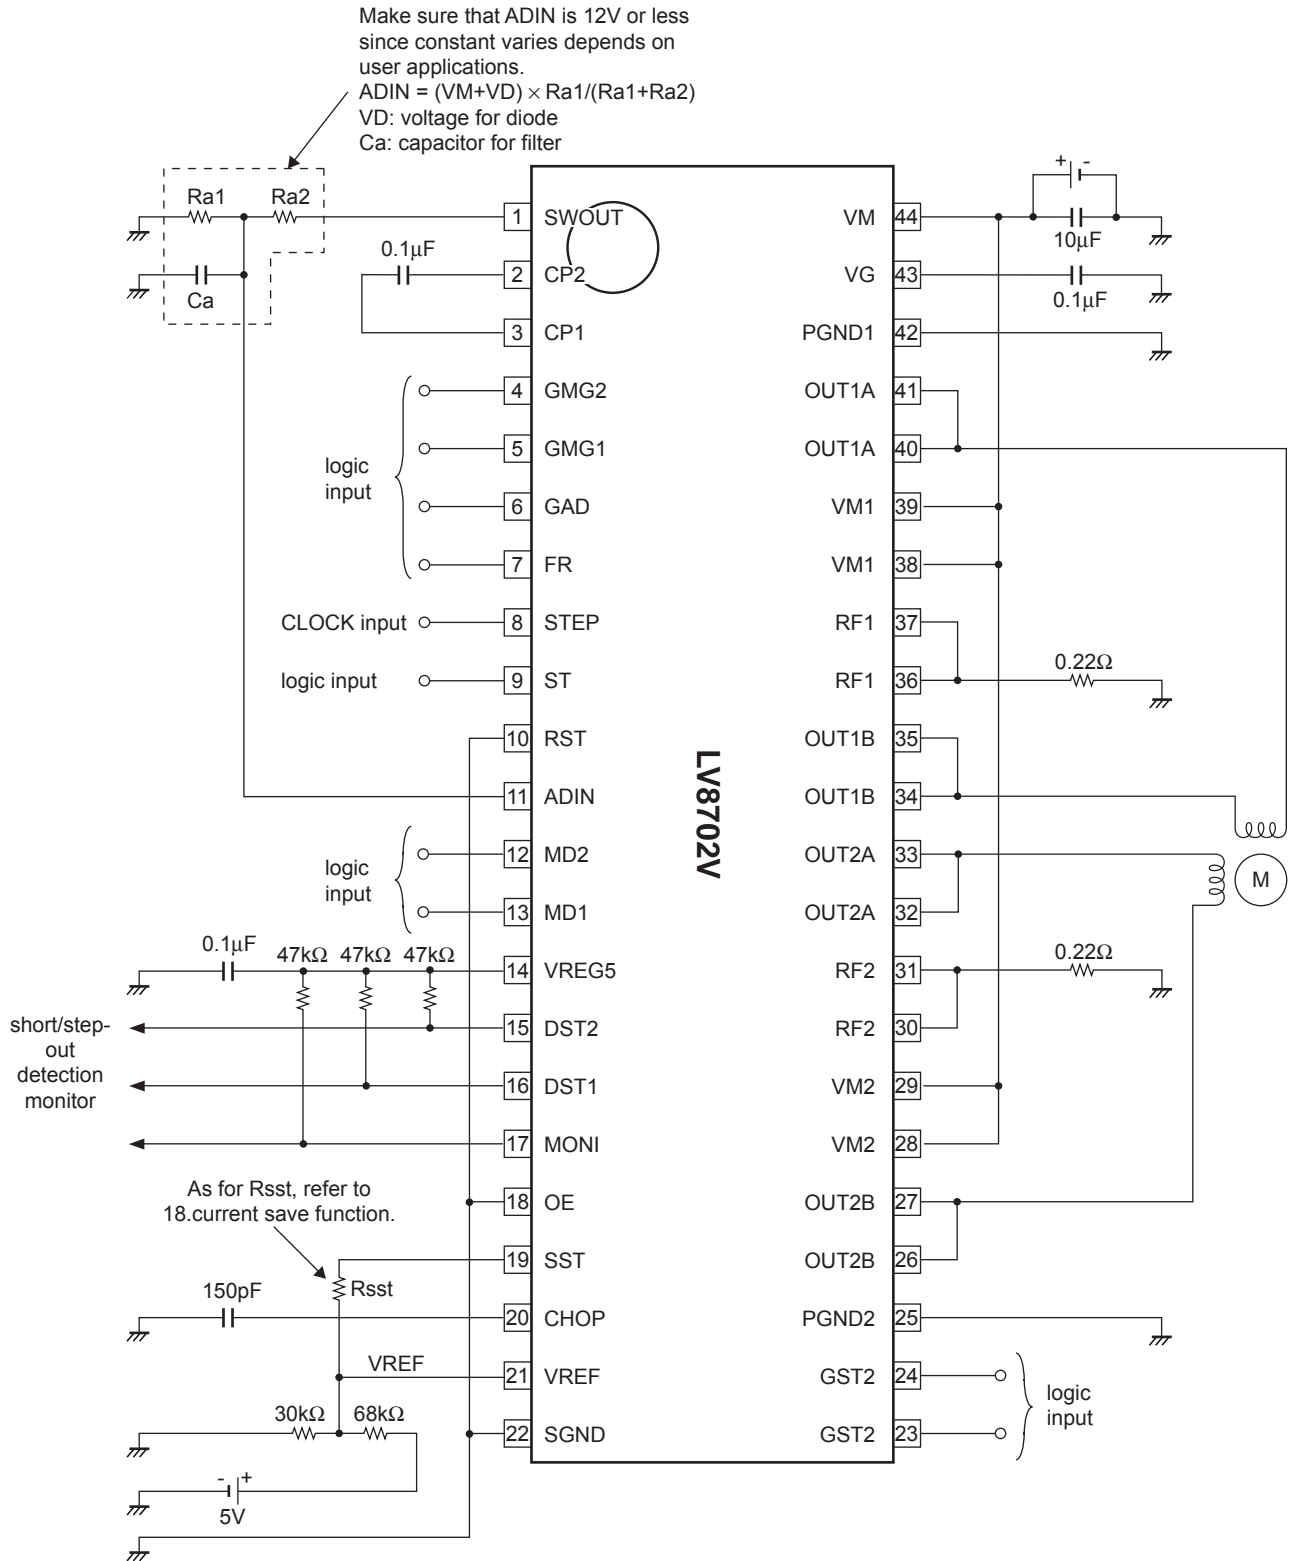 Make sure that ADIN is 12V or less
since constant varies depends on
user applications.
ADIN = (VM+VD) × Ra1/(Ra1+Ra2)
VD: voltage for diode
Ca: capacitor for filter
Ra1
Ra2
Ca
0.1μF
logic
input
CLOCK input
logic input
logic
input
0.1μF
47kΩ
47kΩ
47kΩ
short/step-
out
detection
monitor
As for Rsst, refer to
18.current save function.
Rsst
150pF
VREF
30kΩ
68kΩ
- +
5V
1 SWOUT
2 CP2
3 CP1
4 GMG2
5 GMG1
6 GAD
7 FR
8 STEP
9 ST
10 RST
11 ADIN
12 MD2
13 MD1
14 VREG5
15 DST2
16 DST1
17 MONI
18 OE
19 SST
20 CHOP
21 VREF
22 SGND
LV8702V
VM 44
VG 43
PGND1 42
OUT1A 41
OUT1A 40
VM1 39
VM1 38
RF1 37
RF1 36
OUT1B 35
OUT1B 34
OUT2A 33
OUT2A 32
RF2 31
RF2 30
VM2 29
VM2 28
OUT2B 27
OUT2B 26
PGND2 25
GST2 24
GST2 23
+ -
10μF
0.1μF
0.22Ω
M
0.22Ω
logic
input